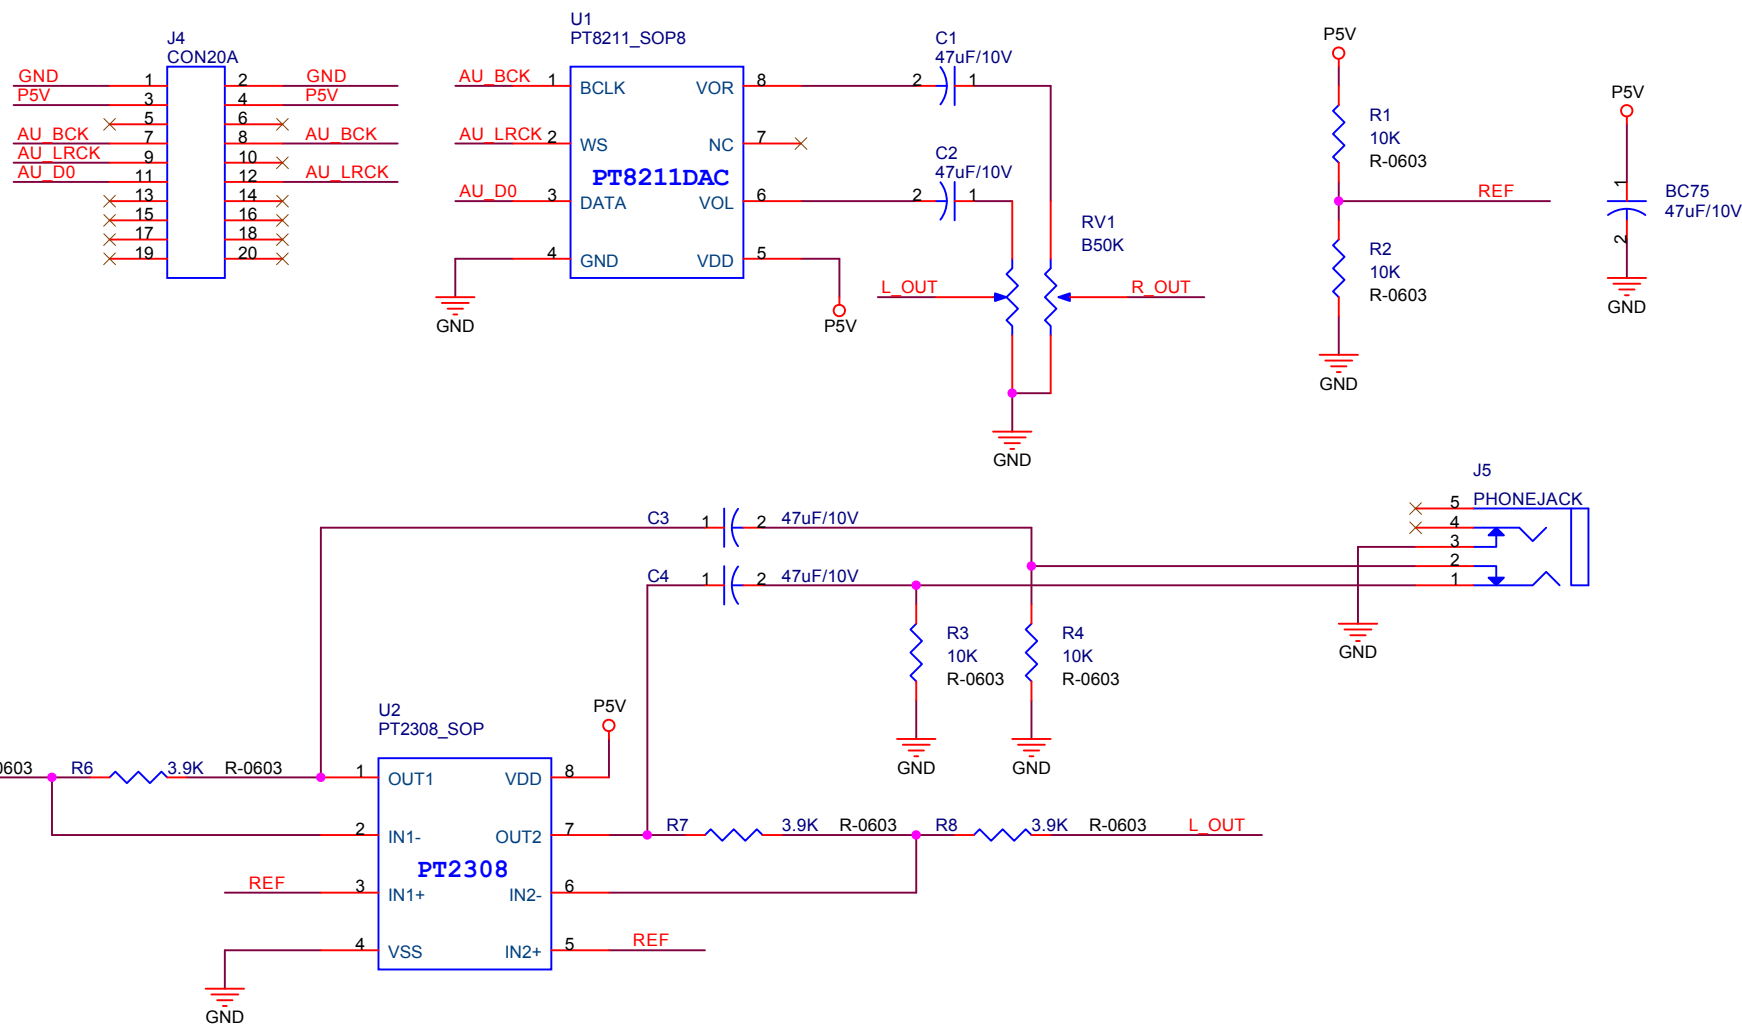 J4
CON20A
GND 1 2 GND
P5V 3 4 P5V
5 6
AU_BCK 7 8 AU_BCK
AU_LRCK 9 10
AU_D0 11 12 AU_LRCK
13 14
15 16
17 18
19 20
U1
PT8211_SOP8
AU_BCK 1 BCLK VOR 8
AU_LRCK 2 WS NC 7
PT8211DAC
AU_D0 3 DATA VOL 6
4 GND VDD 5
GND
P5V
C1
47uF/10V
2 1
C2
47uF/10V
2 1
RV1
B50K
L_OUT R_OUT
GND
P5V
R1
10K
R-0603
REF
R2
10K
R-0603
GND
P5V
1
BC75
47uF/10V
2
GND
J5
PHONEJACK
5
4
3
2
1
GND
C3 1 2 47uF/10V
C4 1 2 47uF/10V
R3
10K
R-0603
GND
R4
10K
R-0603
GND
U2
PT2308_SOP
P5V
0603 R6 3.9K R-0603 1 OUT1 VDD 8
2 IN1- OUT2 7 R7 3.9K R-0603 R8 3.9K R-0603 L_OUT
PT2308
REF 3 IN1+ IN2- 6
4 VSS IN2+ 5 REF
GND